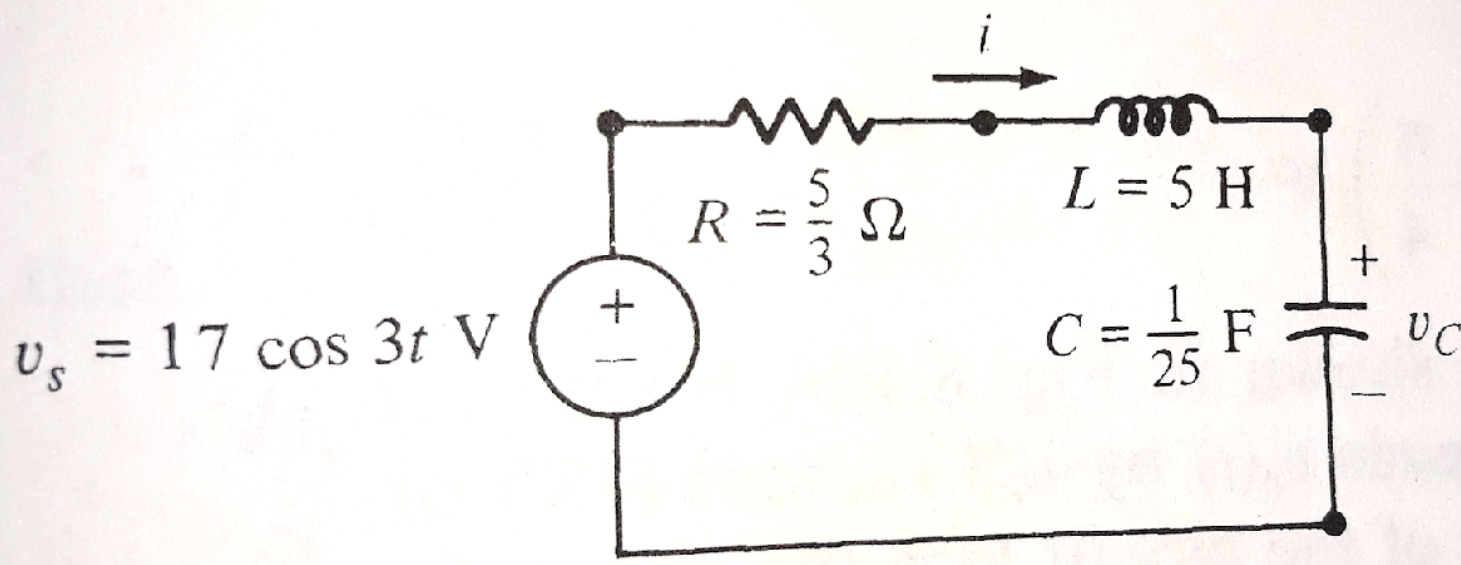 i
R = 5/3 Ω
L = 5 H
v_s = 17 cos 3t V
+
−
C = 1/25 F
+
v_C
−